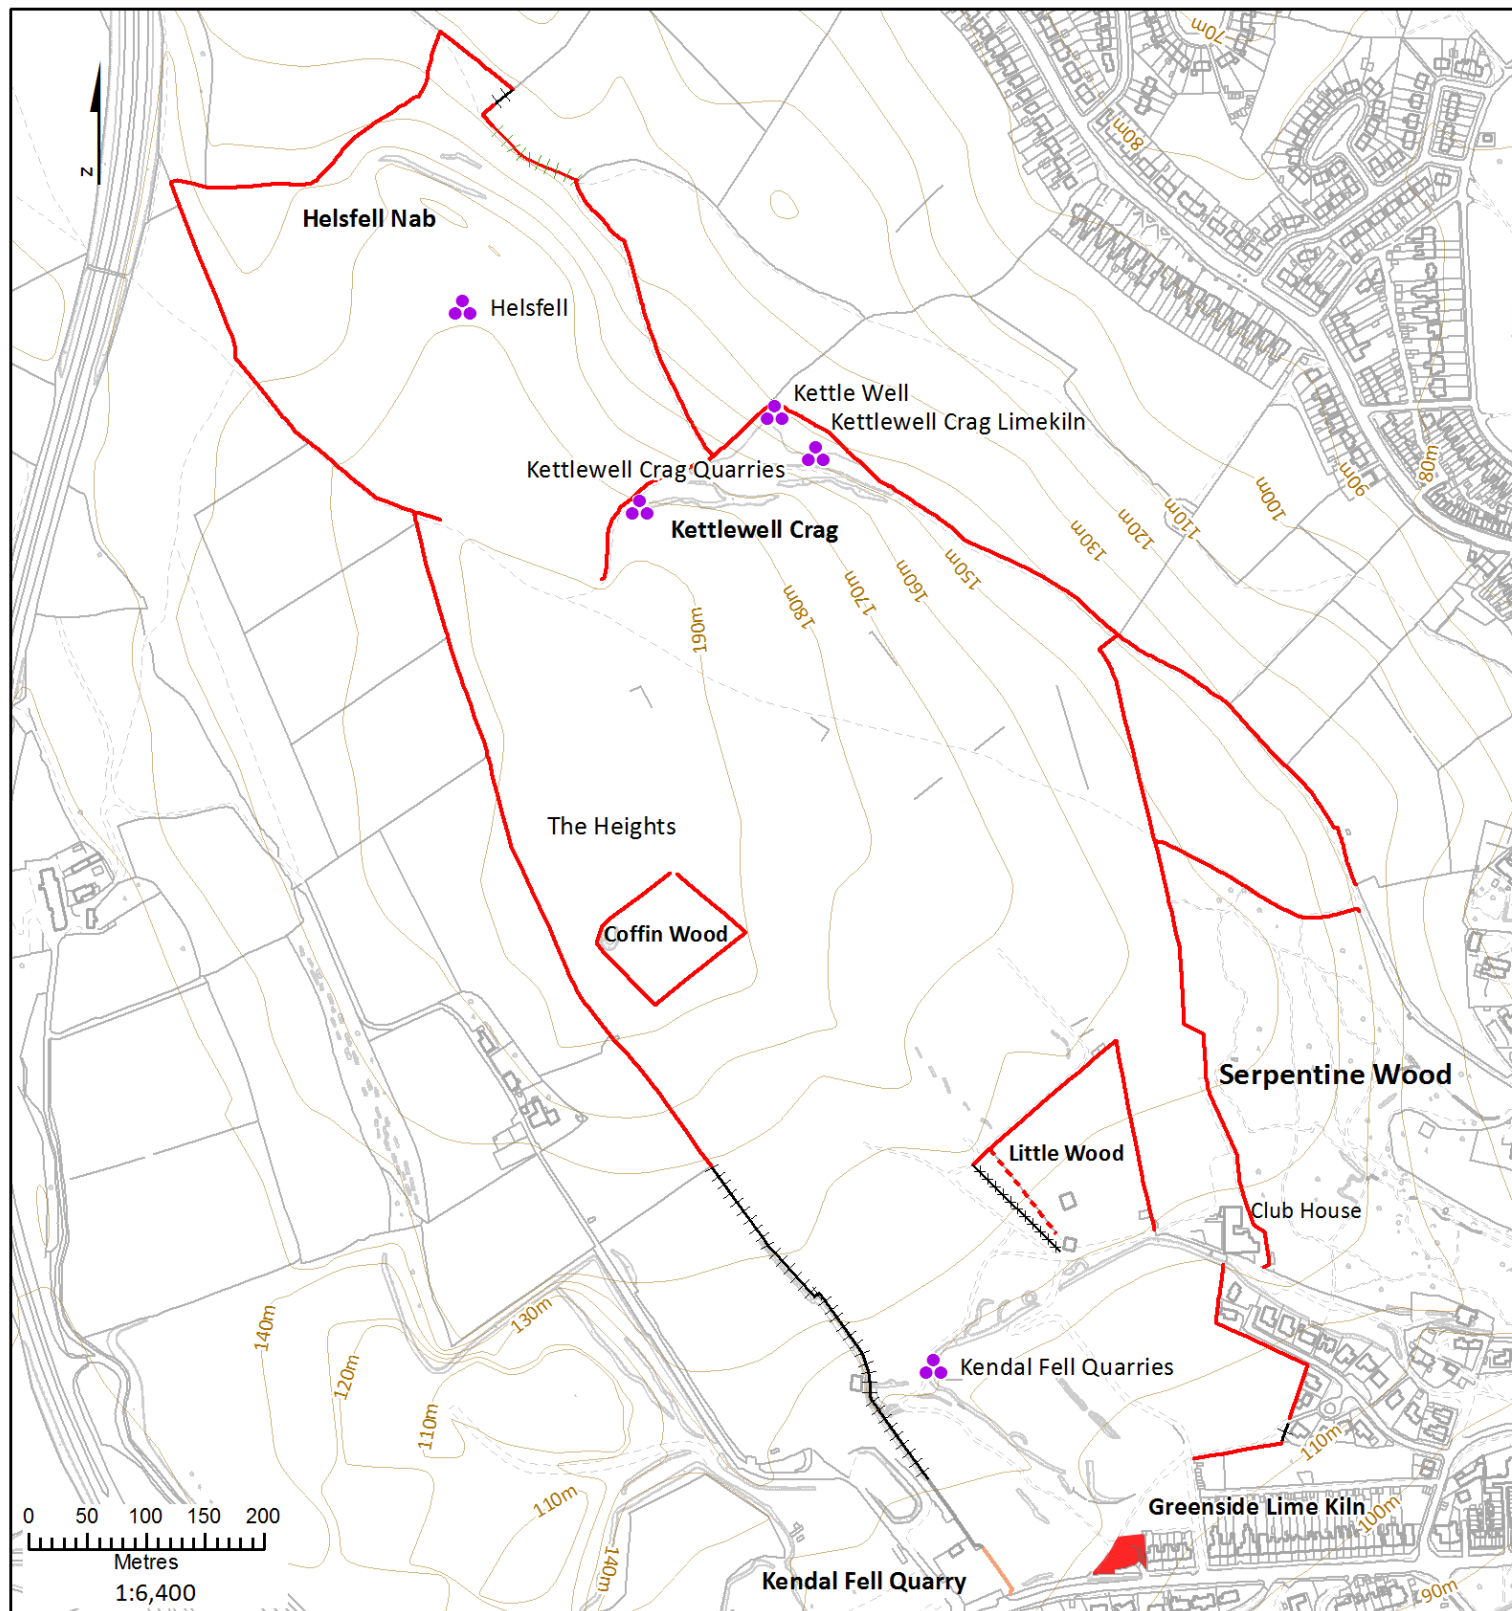 70m
80m
N
Helsfell Nab
Helsfell
Kettle Well
Kettlewell Crag Limekiln
Kettlewell Crag Quarries
Kettlewell Crag
80m
90m
100m
110m
120m
130m
150m
160m
170m
180m
190m
The Heights
Coffin Wood
Serpentine Wood
Little Wood
Club House
Kendal Fell Quarries
140m
130m
120m
110m
110m
140m
110m
100m
90m
Greenside Lime Kiln
Kendal Fell Quarry
0 50 100 150 200
Metres
1:6,400